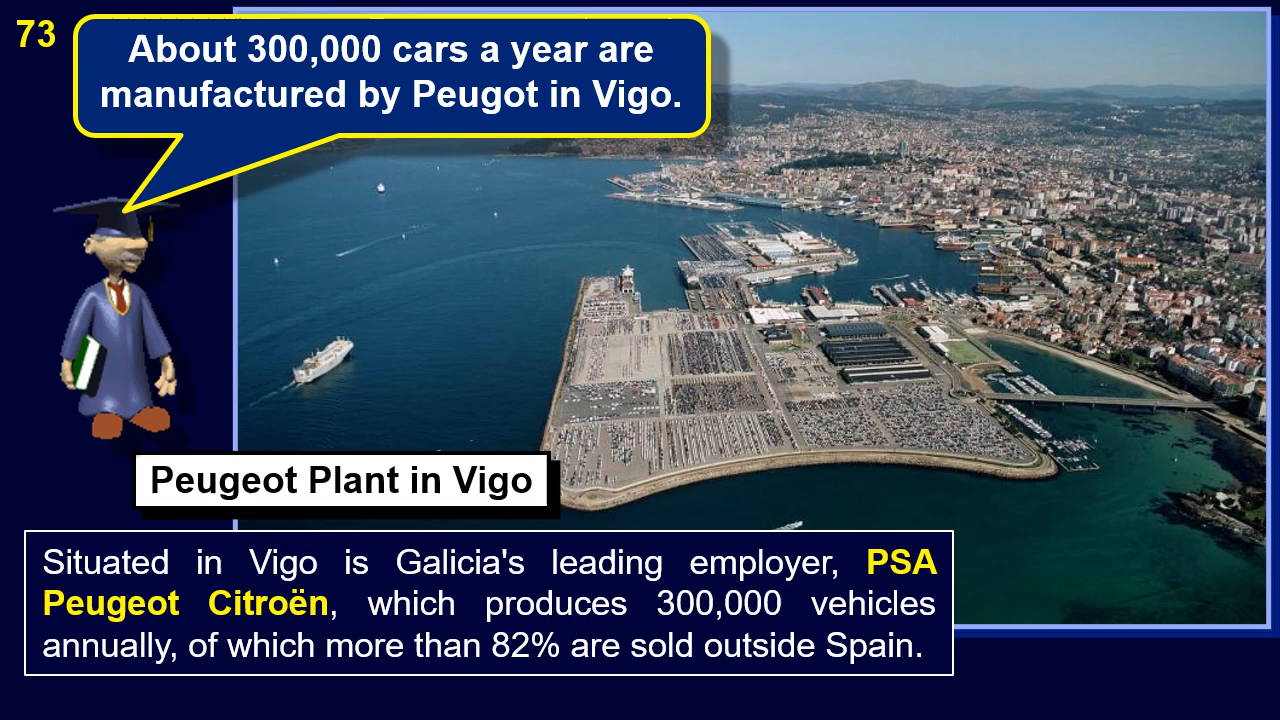 73
About 300,000 cars a year are
manufactured by Peugot in Vigo.
Peugeot Plant in Vigo
Situated in Vigo is Galicia's leading employer, PSA
Peugeot Citroën, which produces 300,000 vehicles
annually, of which more than 82% are sold outside Spain.